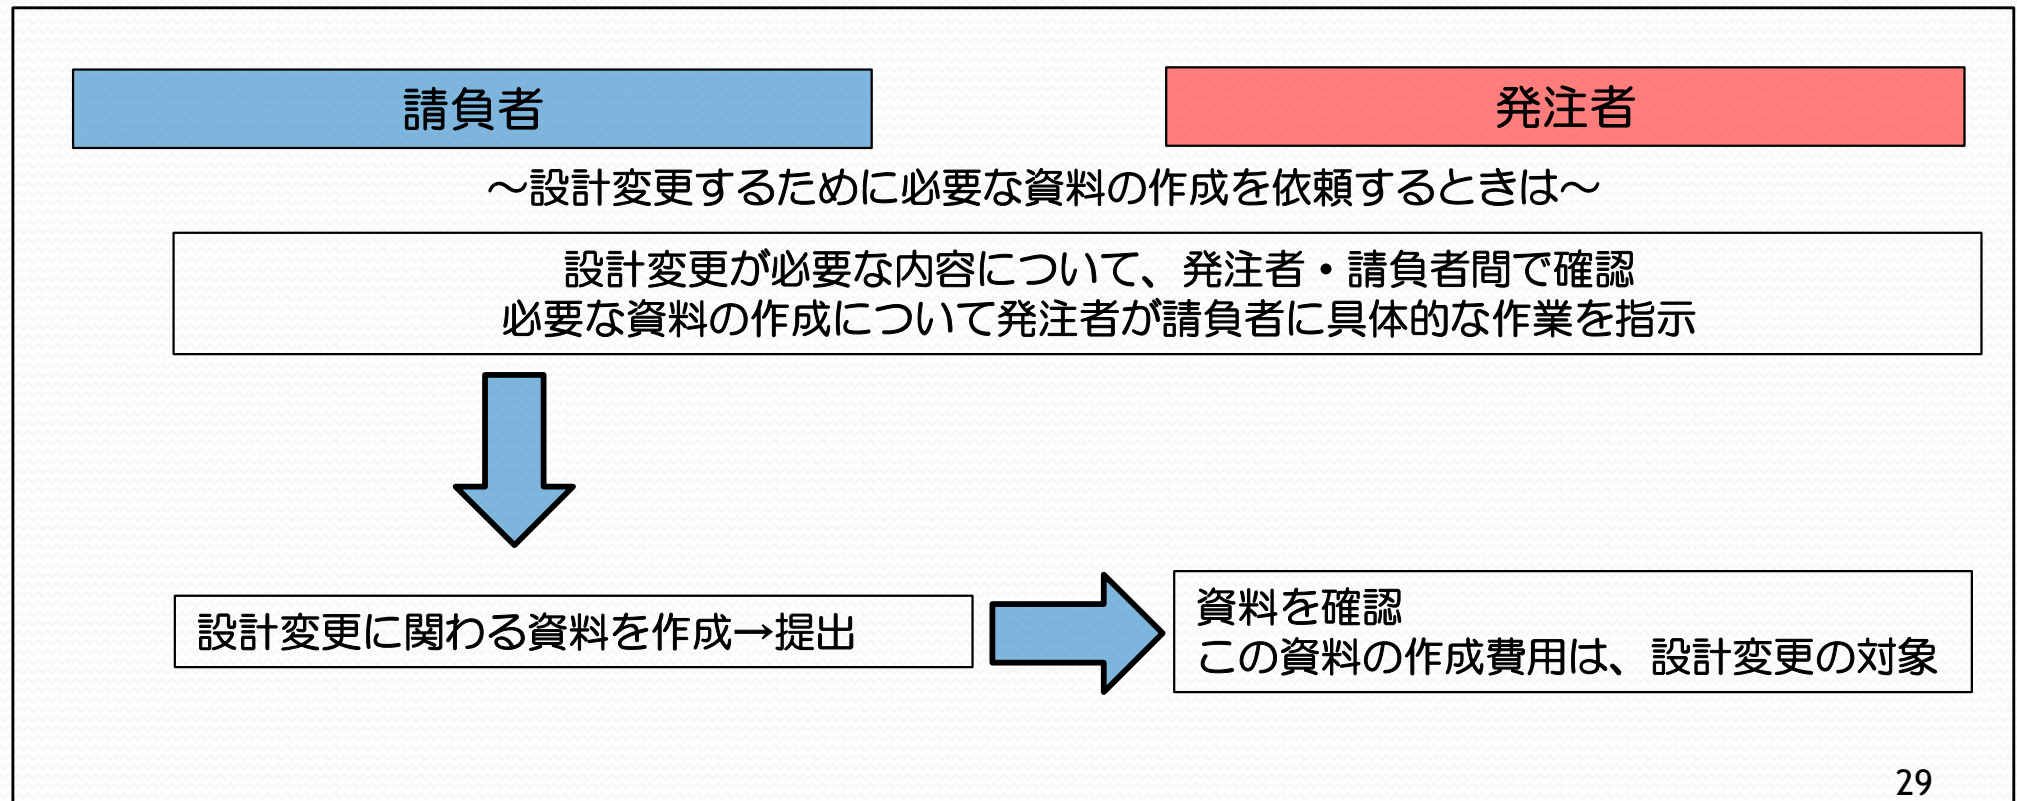 請負者
発注者
～設計変更するために必要な資料の作成を依頼するときは～
設計変更が必要な内容について、発注者・請負者間で確認
必要な資料の作成について発注者が請負者に具体的な作業を指示
設計変更に関わる資料を作成→提出
資料を確認
この資料の作成費用は、設計変更の対象
29